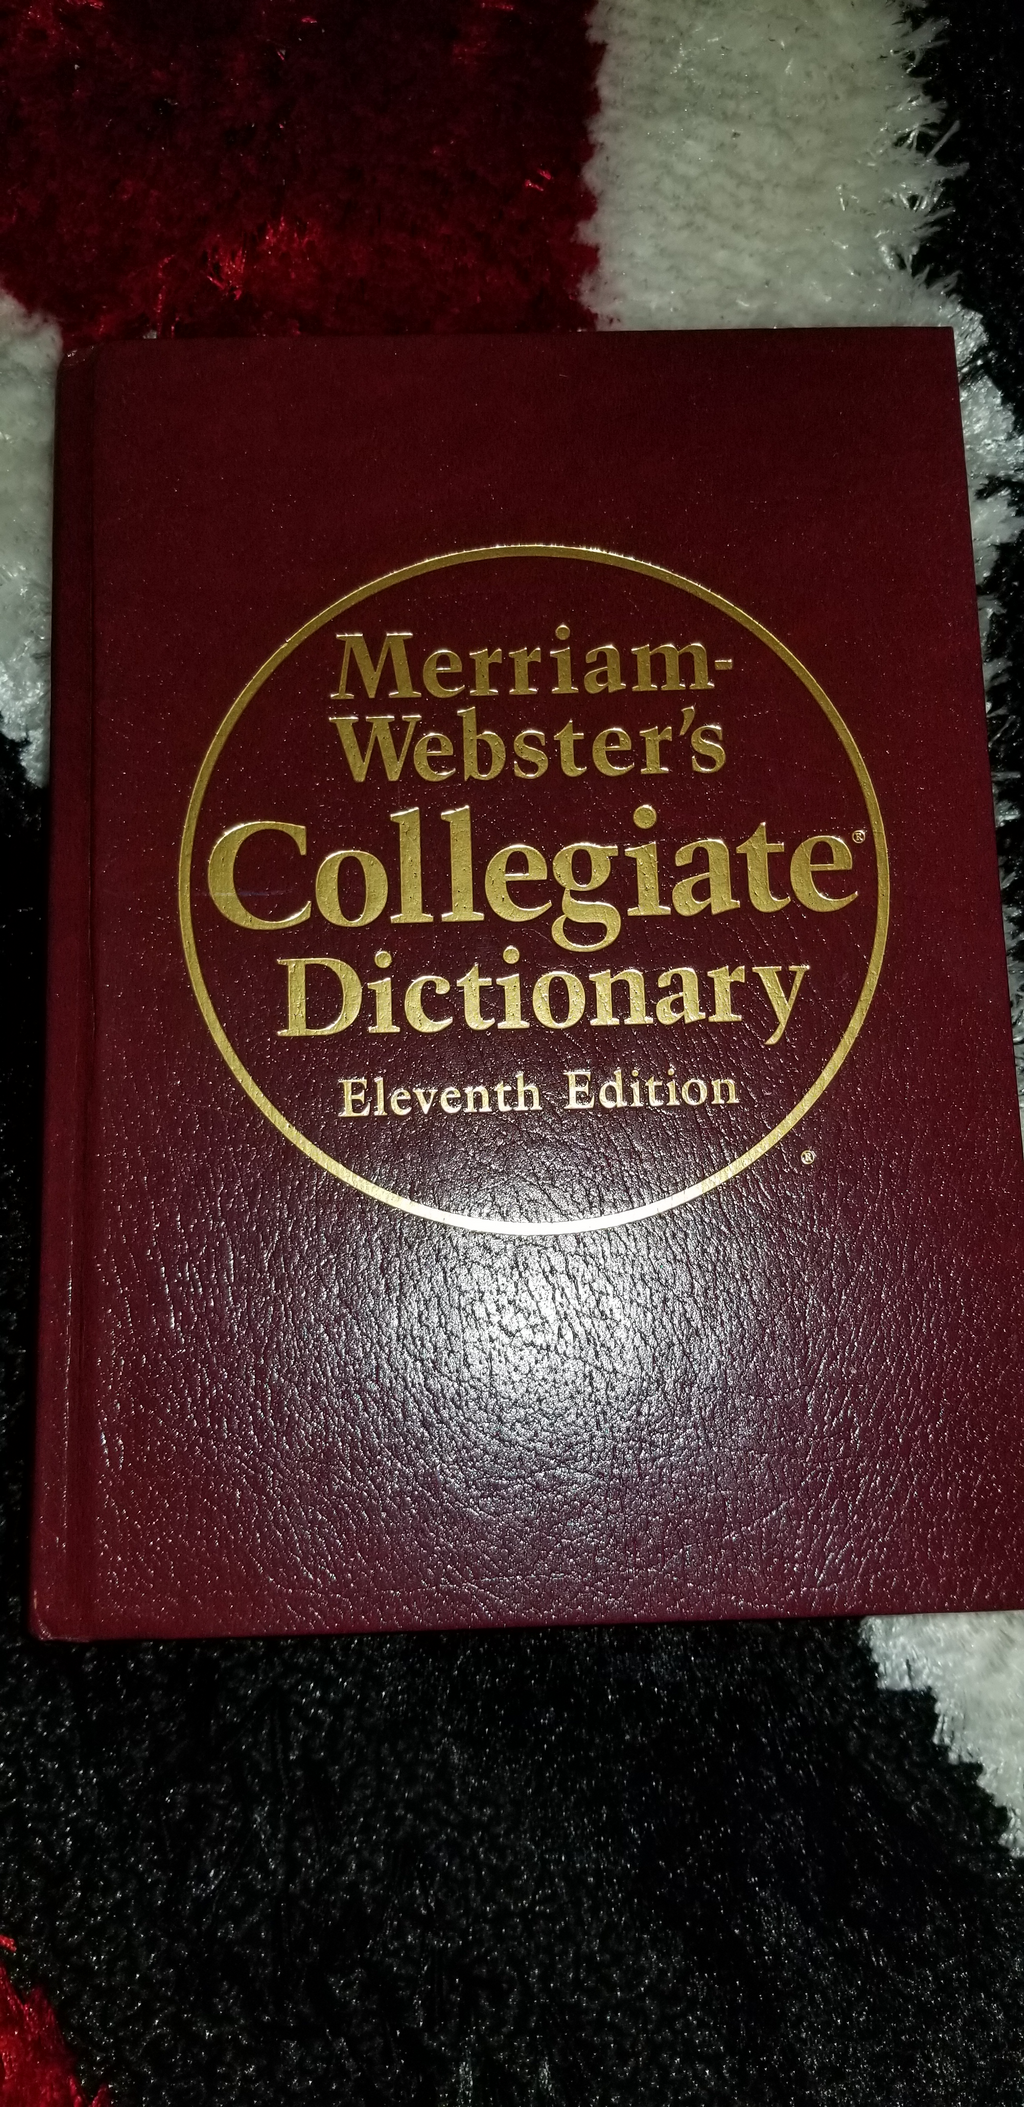 Merriam-
Webster's
Collegiate®
Dictionary
Eleventh Edition
®